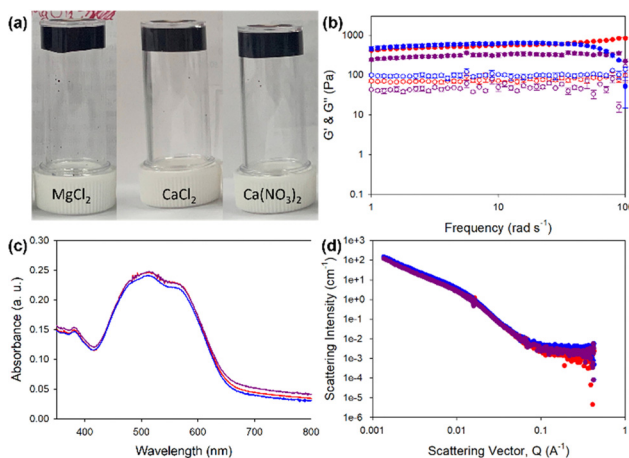 (a)
MgCl2
CaCl2
Ca(NO3)2
(b)
G' & G'' (Pa)
1000
100
10
1
0.1
1
10
100
Frequency (rad s-1)
(c)
Absorbance (a. u.)
0.30
0.25
0.20
0.15
0.10
0.05
0.00
400
500
600
700
800
Wavelength (nm)
(d)
Scattering Intensity (cm-1)
1e+3
1e+2
1e+1
1e+0
1e-1
1e-2
1e-3
1e-4
1e-5
1e-6
0.001
0.01
0.1
1
Scattering Vector, Q (A-1)